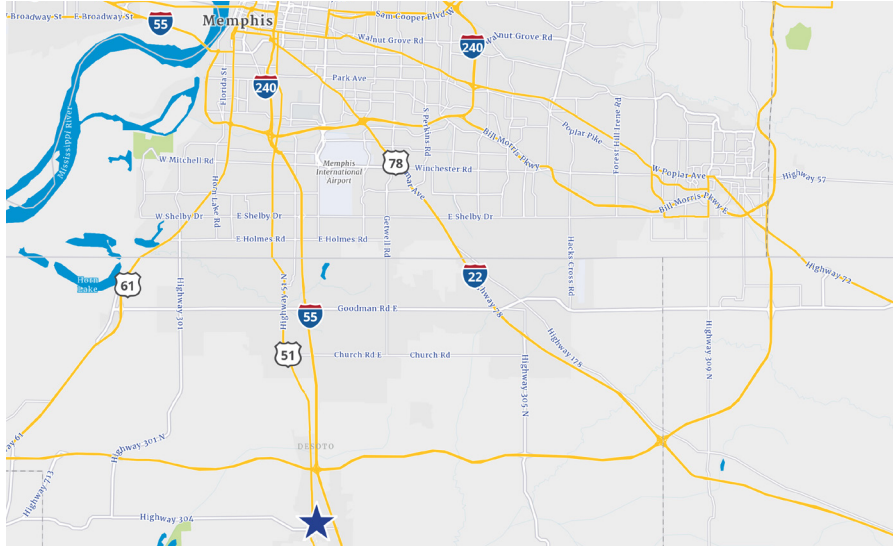 E Broadway St
E Broadway St
55
Memphis
Sam Cooper Blvd W
Walnut Grove Rd
240
Walnut Grove Rd
Florida St
240
Park Ave
S Perkins Rd
Bill Morris Pkwy
Poplar Pike
Forest Hill Irene Rd
Mississippi River
W Mitchell Rd
Memphis
International
Airport
78
Winchester Rd
Lamar Ave
W Poplar Ave
Highway 57
Horn Lake Rd
W Shelby Dr
E Shelby Dr
E Shelby Dr
Bill Morris Pkwy E
Getwell Rd
E Holmes Rd
E Holmes Rd
Hacks Cross Rd
Highway 72
Horn
Lake
61
Highway 301
Highway 51 N
22
Highway 78
55
Goodman Rd E
51
Church Rd E
Church Rd
Highway 178
Highway 305 N
Highway 309 N
DESOTO
Highway 61
Highway 301 N
Highway 713
Highway 304